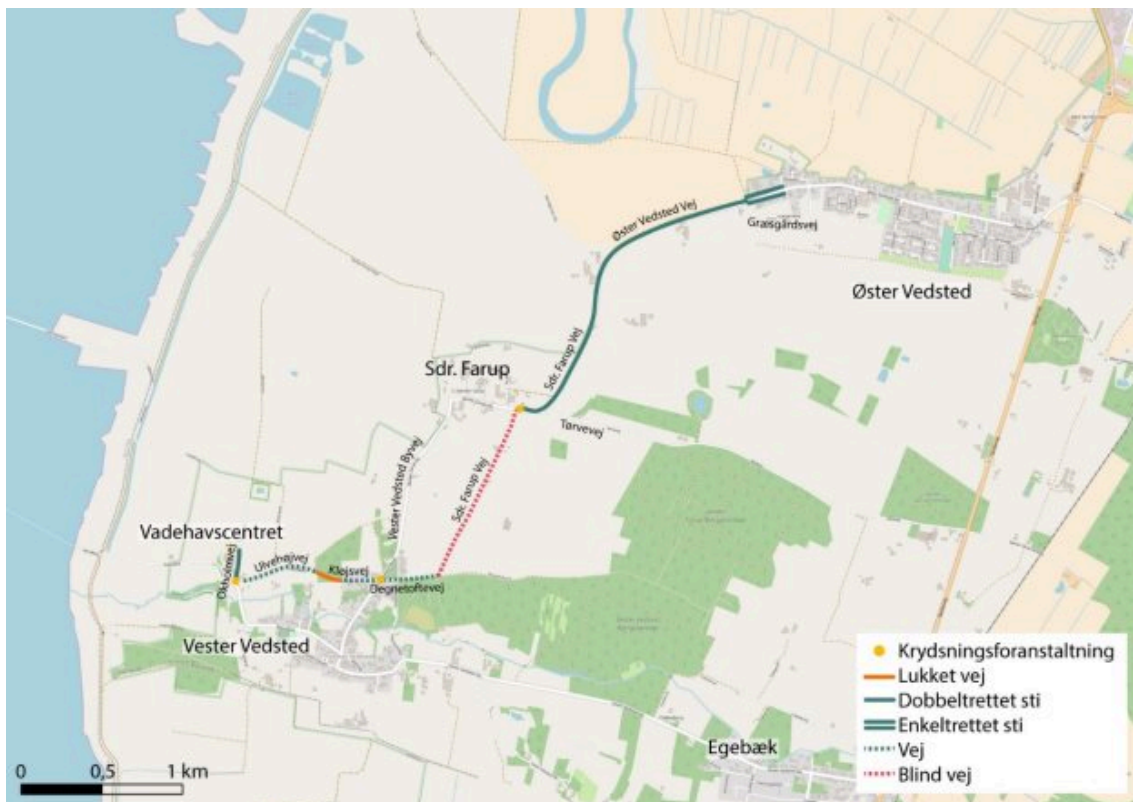 Øster Vedsted Vej
Græsgårdsvej
Øster Vedsted
Sdr. Farup Vej
Sdr. Farup
Tørvevej
Vester Vedsted Byvej
Sdr. Farup Vej
Vadehavscentret
Okholmvej
Ulvehøjvej
Kløjsvej
Degnetoftevej
Vester Vedsted
Egebæk
Krydsningsforanstaltning
Lukket vej
Dobbeltrettet sti
Enkeltrettet sti
Vej
Blind vej
0 0,5 1 km